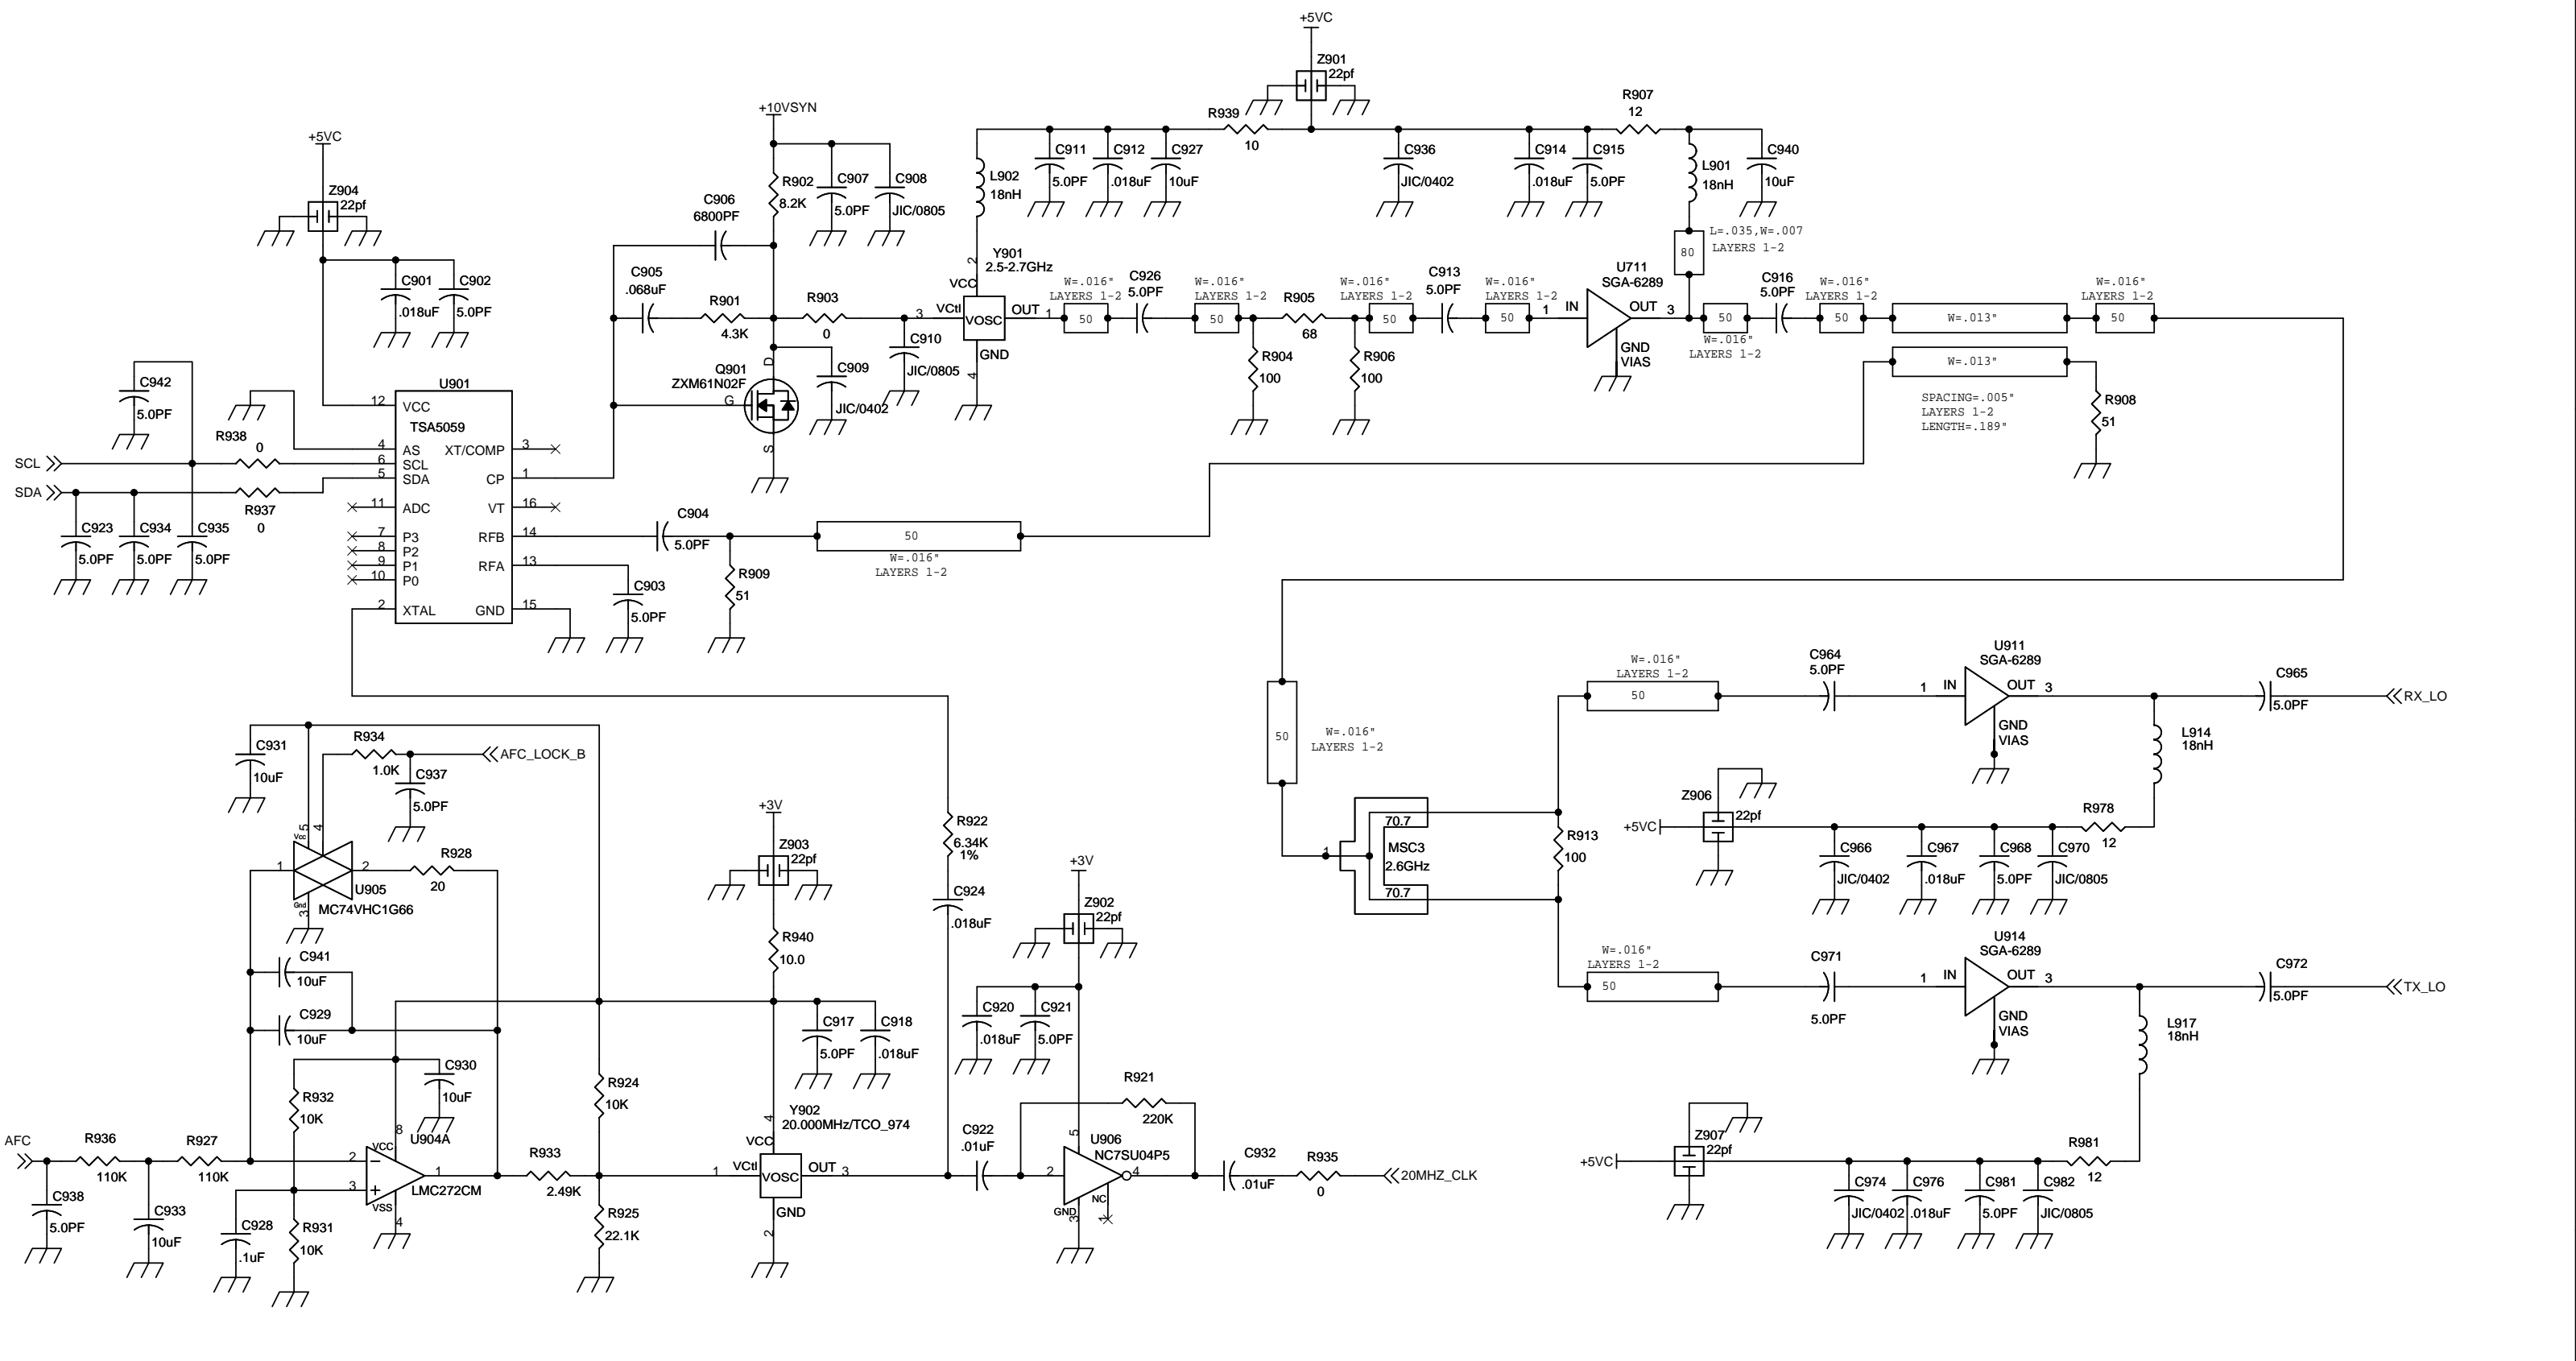 +5VC
Z901
22pf
R907
12
+10VSYN
R939
10
+5VC
Z904
22pf
C906
6800PF
R902
8.2K
C907
5.0PF
C908
JIC/0805
L902
18nH
C911
5.0PF
C912
.018uF
C927
10uF
C936
JIC/0402
C914
.018uF
C915
5.0PF
L901
18nH
C940
10uF
L=.035,W=.007
LAYERS 1-2
80
C901
.018uF
C902
5.0PF
C905
.068uF
R901
4.3K
R903
0
Y901
2.5-2.7GHz
2
VCC
3
VCtl
VOSC
OUT
1
GND
4
W=.016"
LAYERS 1-2
50
C926
5.0PF
W=.016"
LAYERS 1-2
50
R905
68
W=.016"
LAYERS 1-2
50
C913
5.0PF
W=.016"
LAYERS 1-2
50
U711
SGA-6289
1
IN
OUT
3
GND
VIAS
50
W=.016"
LAYERS 1-2
C916
5.0PF
W=.016"
LAYERS 1-2
50
W=.013"
W=.016"
LAYERS 1-2
50
W=.013"
SPACING=.005"
LAYERS 1-2
LENGTH=.189"
R908
51
R904
100
R906
100
C910
JIC/0805
C909
JIC/0402
Q901
ZXM61N02F
D
G
S
C942
5.0PF
U901
TSA5059
12
VCC
4
AS
6
SCL
5
SDA
11
ADC
7
P3
8
P2
9
P1
10
P0
2
XTAL
XT/COMP
3
CP
1
VT
16
RFB
14
RFA
13
GND
15
SCL
SDA
R938
0
R937
0
C923
5.0PF
C934
5.0PF
C935
5.0PF
C904
5.0PF
50
W=.016"
LAYERS 1-2
C903
5.0PF
R909
51
W=.016"
LAYERS 1-2
50
C964
5.0PF
1
IN
U911
SGA-6289
OUT
3
GND
VIAS
C965
5.0PF
RX_LO
L914
18nH
50
W=.016"
LAYERS 1-2
1
70.7
MSC3
2.6GHz
70.7
R913
100
Z906
22pf
+5VC
R978
12
C966
JIC/0402
C967
.018uF
C968
5.0PF
C970
JIC/0805
C931
10uF
R934
1.0K
AFC_LOCK_B
C937
5.0PF
5
4
1
2
Gnd
3
U905
MC74VHC1G66
R928
20
+3V
Z903
22pf
R922
6.34K
1%
C924
.018uF
+3V
Z902
22pf
R940
10.0
C941
10uF
C929
10uF
C930
10uF
C917
5.0PF
C918
.018uF
C920
.018uF
C921
5.0PF
R932
10K
R924
10K
AFC
R936
110K
R927
110K
C938
5.0PF
C933
10uF
C928
.1uF
R931
10K
8
VCC
U904A
2
3
1
VSS
4
LMC272CM
R933
2.49K
R925
22.1K
Y902
20.000MHz/TCO_974
4
VCC
1
VCtl
VOSC
OUT
3
GND
2
C922
.01uF
R921
220K
U906
NC7SU04P5
5
2
4
NC
1
GND
3
C932
.01uF
R935
0
20MHZ_CLK
W=.016"
LAYERS 1-2
50
C971
5.0PF
1
IN
U914
SGA-6289
OUT
3
GND
VIAS
C972
5.0PF
TX_LO
L917
18nH
Z907
22pf
+5VC
R981
12
C974
JIC/0402
C976
.018uF
C981
5.0PF
C982
JIC/0805